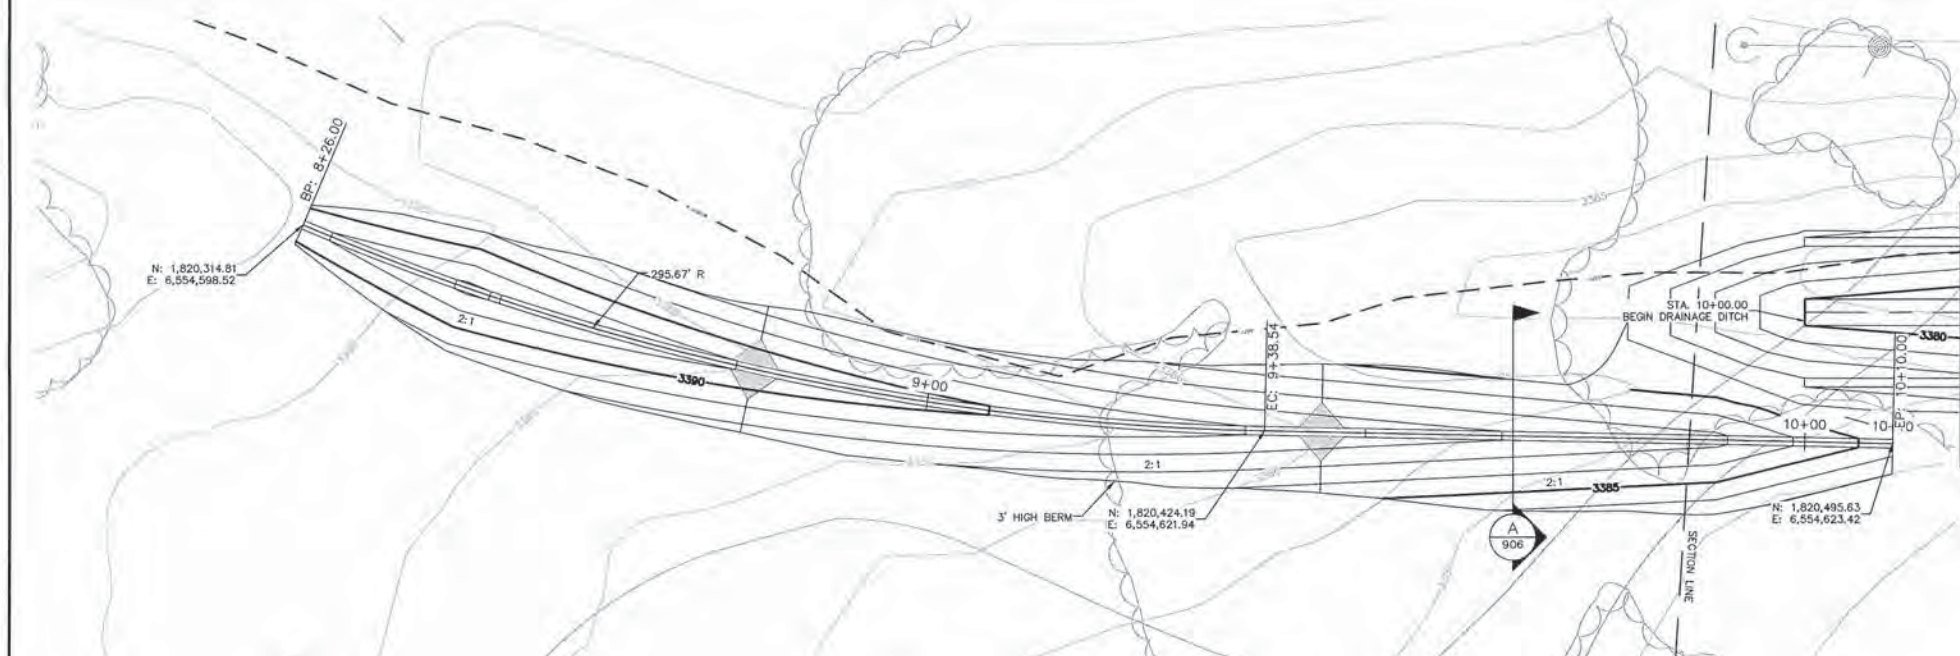 BP: 8+26.00
N: 1,820,314.81
E: 6,554,598.52
295.67' R
2:1
3390
9+00
EC: 9+38.54
2:1
3' HIGH BERM
N: 1,820,424.19
E: 6,554,621.94
3385
STA. 10+00.00
BEGIN DRAINAGE DITCH
3380
EP: 10+10.00
10+00
2:1
3385
A
906
SECTION LINE
N: 1,820,495.63
E: 6,554,623.42